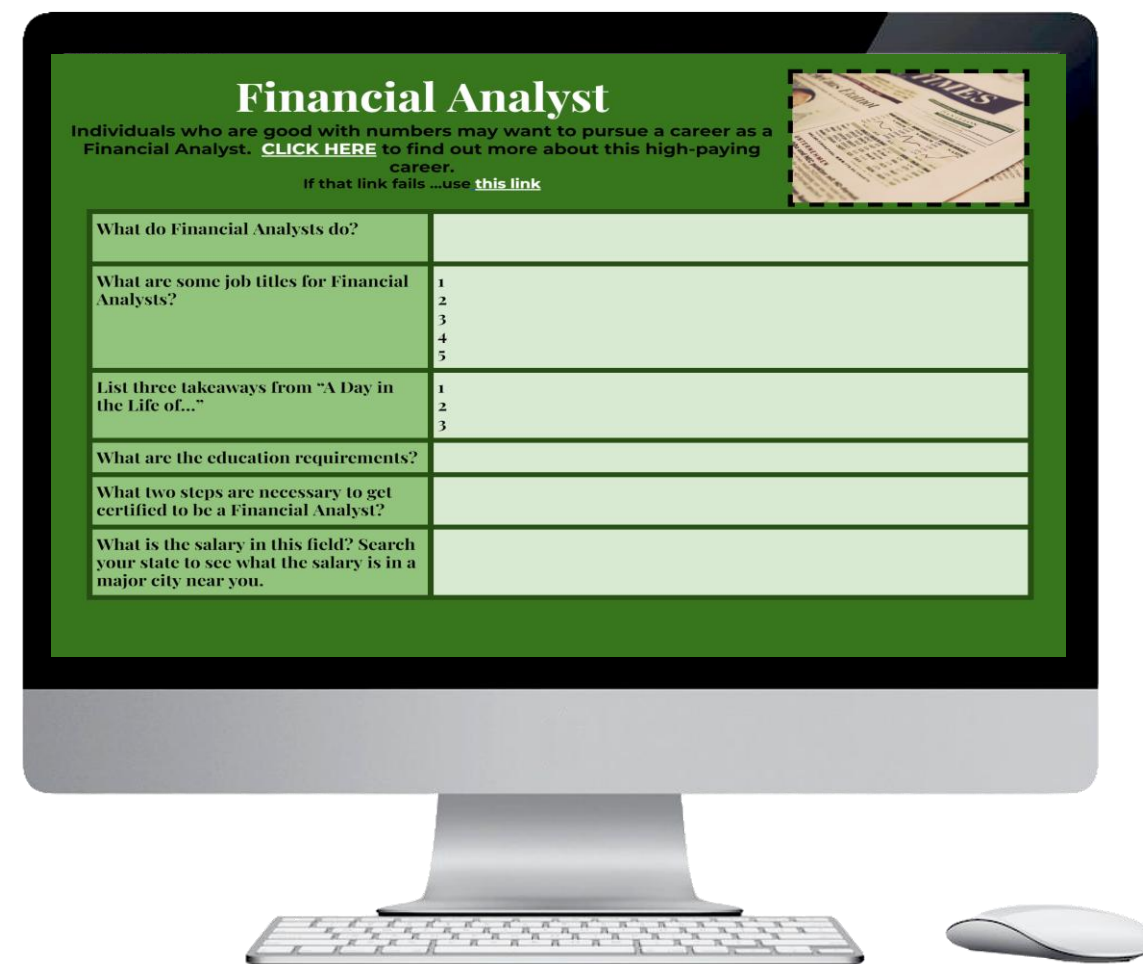 Financial Analyst
Individuals who are good with numbers may want to pursue a career as a
Financial Analyst. CLICK HERE to find out more about this high-paying
career.
If that link fails ...use this link
TIMES
What do Financial Analysts do?
What are some job titles for Financial
Analysts?
1
2
3
4
5
List three takeaways from “A Day in
the Life of...”
1
2
3
What are the education requirements?
What two steps are necessary to get
certified to be a Financial Analyst?
What is the salary in this field? Search
your state to see what the salary is in a
major city near you.